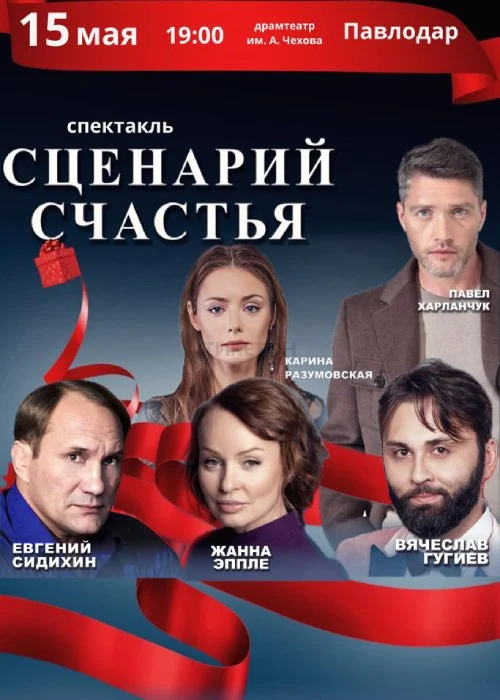 15 мая
19:00
драмтеатр
им. А. Чехова
Павлодар
спектакль
СЦЕНАРИЙ
СЧАСТЬЯ
ПАВЕЛ
ХАРЛАНЧУК
КАРИНА
РАЗУМОВСКАЯ
ЕВГЕНИЙ
СИДИХИН
ЖАННА
ЭППЛЕ
ВЯЧЕСЛАВ
ГУГИЕВ